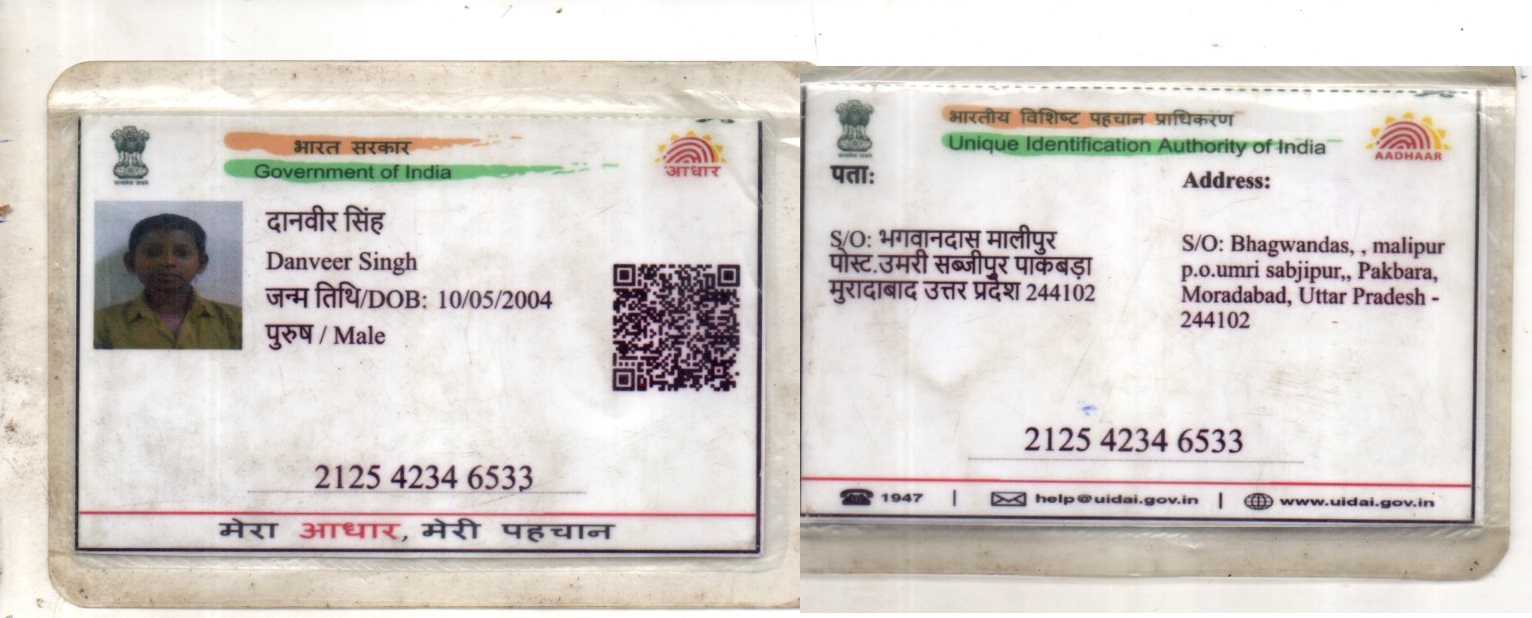 भारत सरकार
Government of India
आधार
दानवीर सिंह
Danveer Singh
जन्म तिथि/DOB: 10/05/2004
पुरुष / Male
2125 4234 6533
मेरा आधार, मेरी पहचान
भारतीय विशिष्ट पहचान प्राधिकरण
Unique Identification Authority of India
AADHAAR
पता:
S/O: भगवानदास मालीपुर
पोस्ट.उमरी सब्जीपुर पाकबड़ा
मुरादाबाद उत्तर प्रदेश 244102
Address:
S/O: Bhagwandas, , malipur
p.o.umri sabjipur,, Pakbara,
Moradabad, Uttar Pradesh -
244102
2125 4234 6533
1947 | help@uidai.gov.in | www.uidai.gov.in